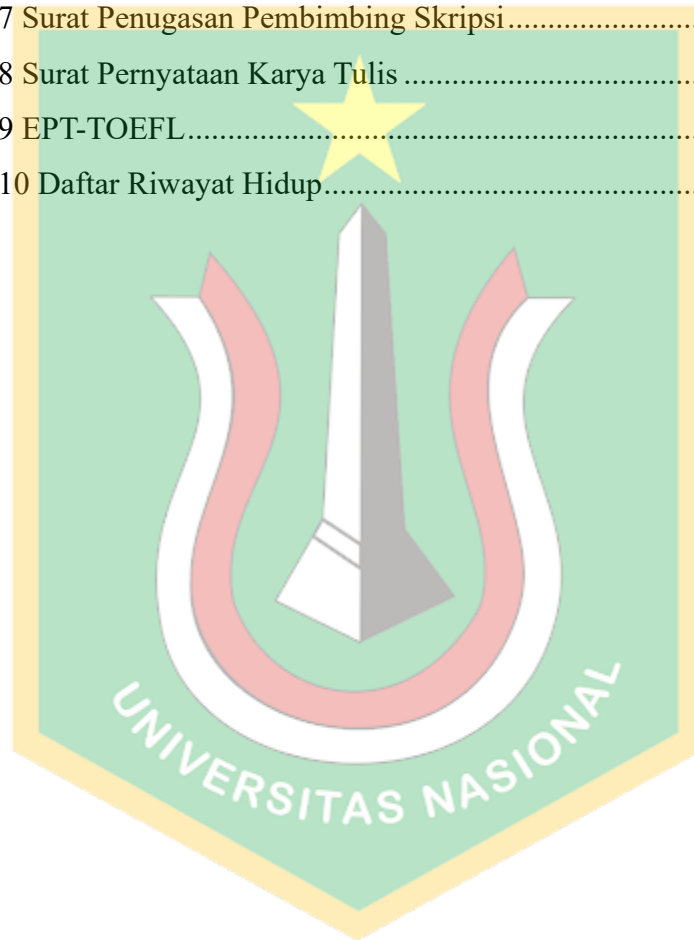 7 Surat Penugasan Pembimbing Skripsi.......................
8 Surat Pernyataan Karya Tulis ....................................
9 EPT-TOEFL...............................................................
10 Daftar Riwayat Hidup..............................................
UNIVERSITAS NASIONAL